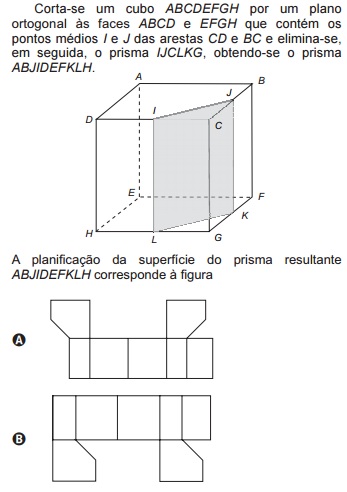 Corta-se um cubo ABCDEFGH por um plano
ortogonal às faces ABCD e EFGH que contém os
pontos médios I e J das arestas CD e BC e elimina-se,
em seguida, o prisma IJCLKG, obtendo-se o prisma
ABJIDEFKLH.
A
B
J
I
D
C
E
F
K
H
L
G
A planificação da superfície do prisma resultante
ABJIDEFKLH corresponde à figura
A
B